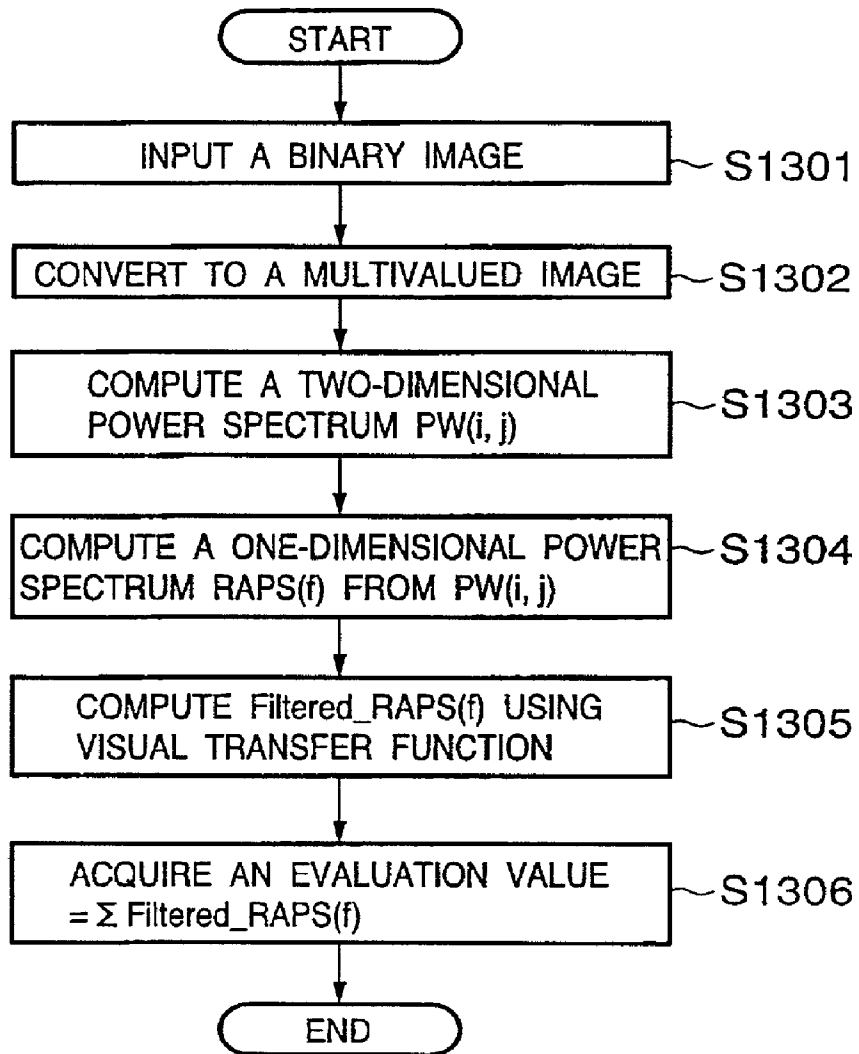 START
INPUT A BINARY IMAGE
S1301
CONVERT TO A MULTIVALUED IMAGE
S1302
COMPUTE A TWO-DIMENSIONAL
POWER SPECTRUM PW(i, j)
S1303
COMPUTE A ONE-DIMENSIONAL POWER
SPECTRUM RAPS(f) FROM PW(i, j)
S1304
COMPUTE Filtered_RAPS(f) USING
VISUAL TRANSFER FUNCTION
S1305
ACQUIRE AN EVALUATION VALUE
= Σ Filtered_RAPS(f)
S1306
END